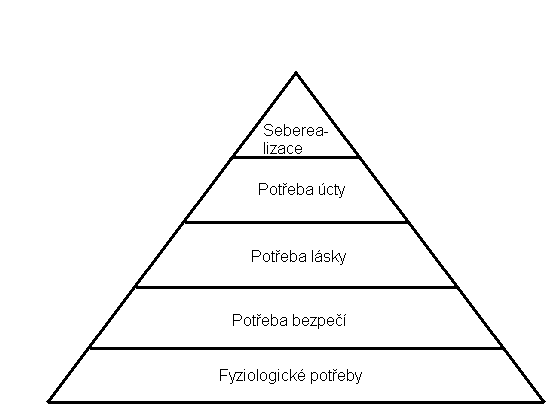 Seberea-
lizace
Potřeba úcty
Potřeba lásky
Potřeba bezpečí
Fyziologické potřeby